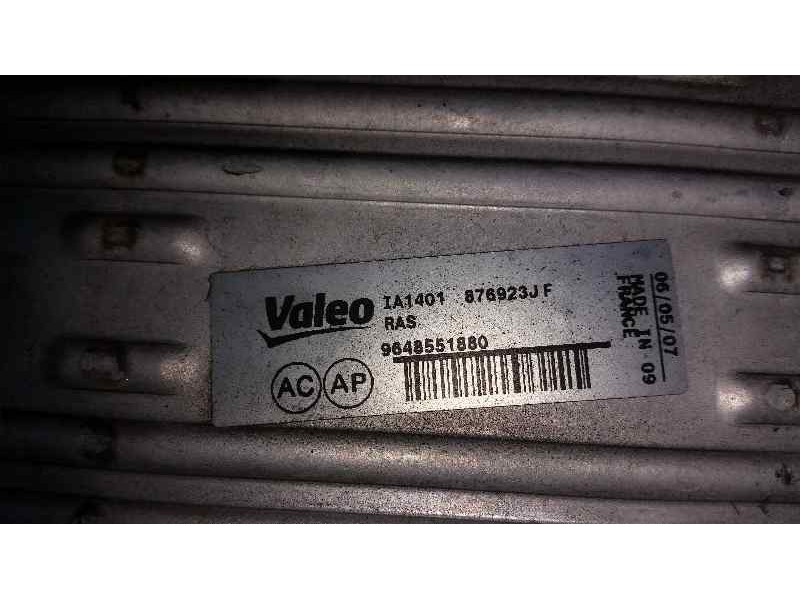 Valeo
IA1401 876923J F
RAS
9648551880
AC AP
06/05/07
MADE IN 09
FRANCE